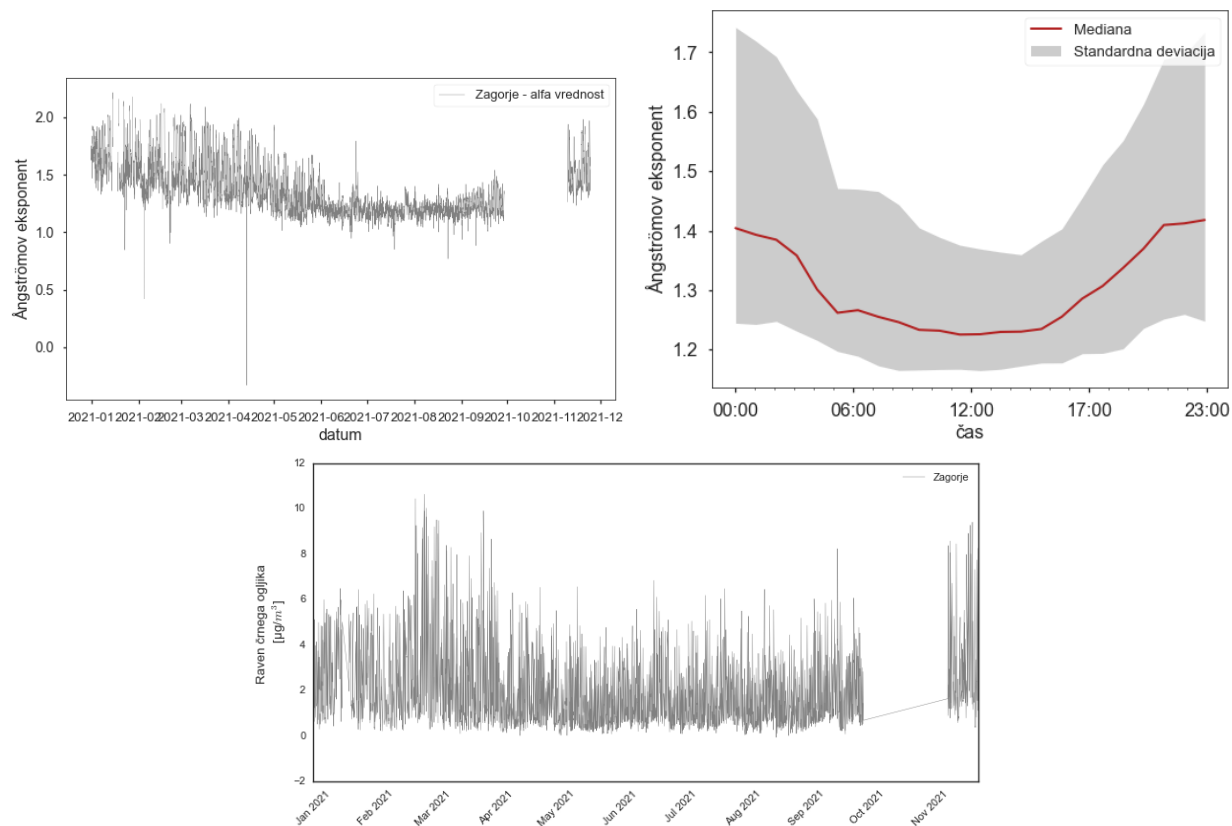 Zagorje - alfa vrednost
Ångströmov eksponent
2.0
1.5
1.0
0.5
0.0
2021-01 2021-02 2021-03 2021-04 2021-05 2021-06 2021-07 2021-08 2021-09 2021-10 2021-11 2021-12
datum
Mediana
Standardna deviacija
Ångströmov eksponent
1.7
1.6
1.5
1.4
1.3
1.2
00:00 06:00 12:00 17:00 23:00
čas
Zagorje
Raven črnega ogljika
[µg/m³]
12
10
8
6
4
2
0
−2
Jan 2021 Feb 2021 Mar 2021 Apr 2021 May 2021 Jun 2021 Jul 2021 Aug 2021 Sep 2021 Oct 2021 Nov 2021